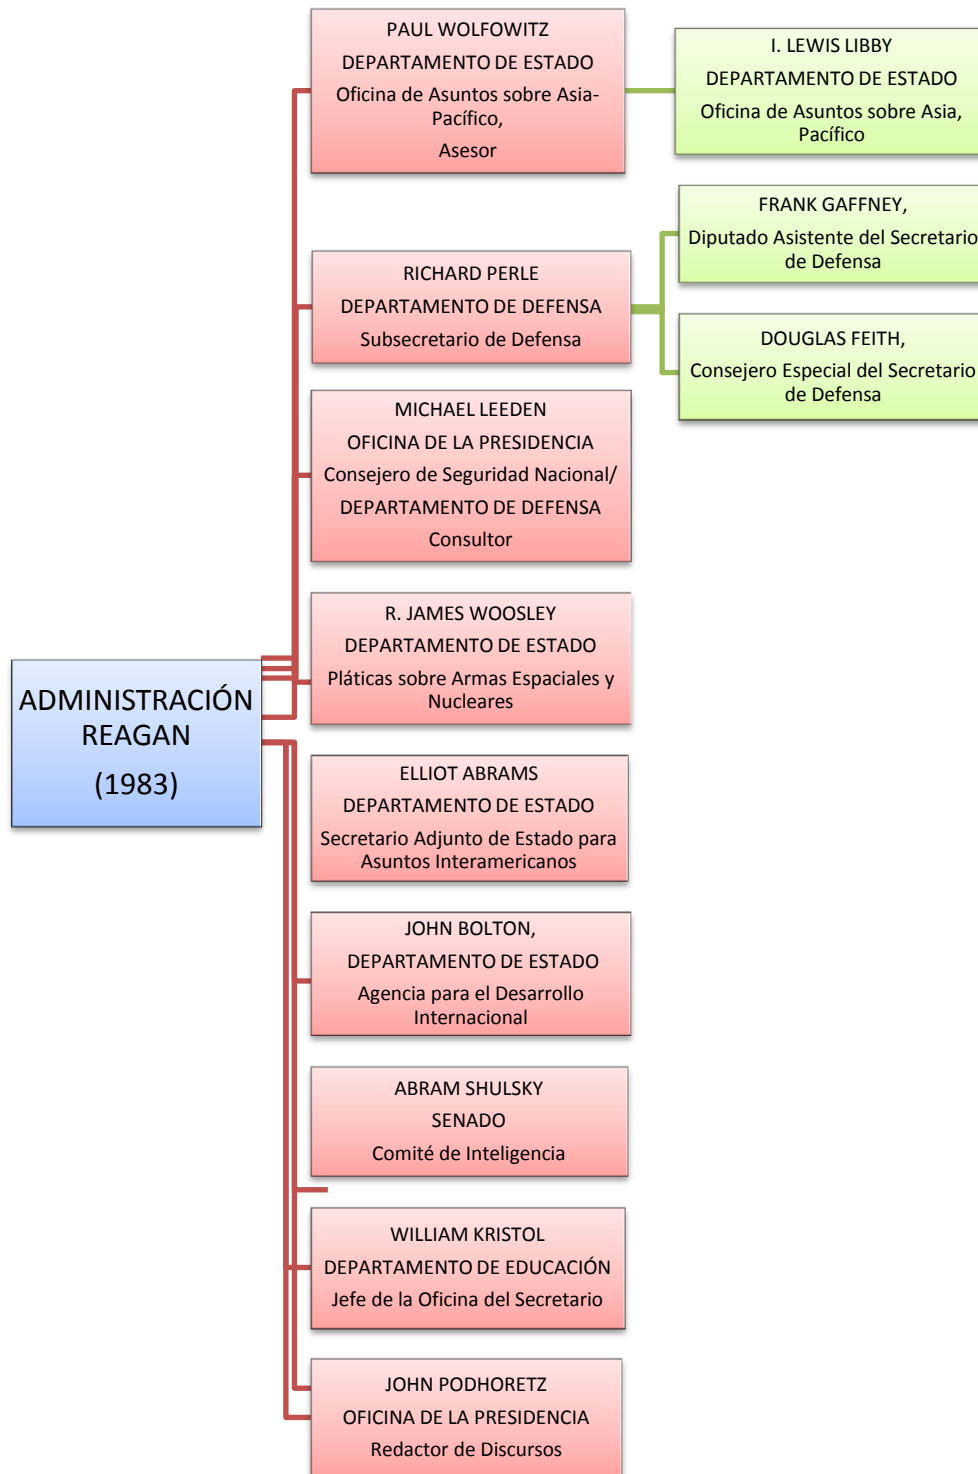 PAUL WOLFOWITZ
DEPARTAMENTO DE ESTADO
Oficina de Asuntos sobre Asia-
Pacífico,
Asesor
I. LEWIS LIBBY
DEPARTAMENTO DE ESTADO
Oficina de Asuntos sobre Asia,
Pacífico
RICHARD PERLE
DEPARTAMENTO DE DEFENSA
Subsecretario de Defensa
FRANK GAFFNEY,
Diputado Asistente del Secretario
de Defensa
DOUGLAS FEITH,
Consejero Especial del Secretario
de Defensa
MICHAEL LEEDEN
OFICINA DE LA PRESIDENCIA
Consejero de Seguridad Nacional/
DEPARTAMENTO DE DEFENSA
Consultor
R. JAMES WOOSLEY
DEPARTAMENTO DE ESTADO
Pláticas sobre Armas Espaciales y
Nucleares
ADMINISTRACIÓN
REAGAN
(1983)
ELLIOT ABRAMS
DEPARTAMENTO DE ESTADO
Secretario Adjunto de Estado para
Asuntos Interamericanos
JOHN BOLTON,
DEPARTAMENTO DE ESTADO
Agencia para el Desarrollo
Internacional
ABRAM SHULSKY
SENADO
Comité de Inteligencia
WILLIAM KRISTOL
DEPARTAMENTO DE EDUCACIÓN
Jefe de la Oficina del Secretario
JOHN PODHORETZ
OFICINA DE LA PRESIDENCIA
Redactor de Discursos